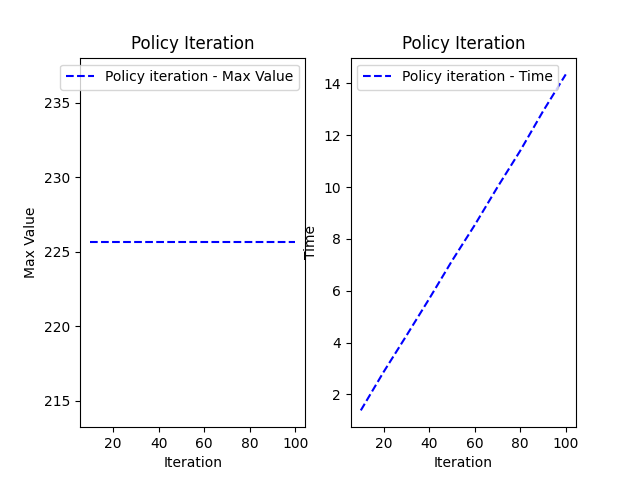 Policy Iteration
Policy iteration - Max Value
235
230
225
220
215
Max Value
20 40 60 80 100
Iteration
Policy Iteration
Policy iteration - Time
14
12
10
8
6
4
2
Time
20 40 60 80 100
Iteration